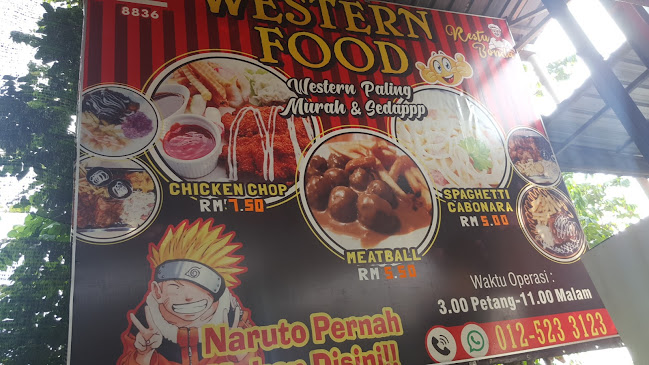 8836
WESTERN
FOOD
Restu
Western Paling
Murah & Sedappp
CHICKEN CHOP
RM 7.50
MEATBALL
RM 5.50
SPAGHETTI
CABONARA
RM 5.00
Waktu Operasi :
3.00 Petang-11.00 Malam
012-523 3123
Naruto Pernah
Disini!!